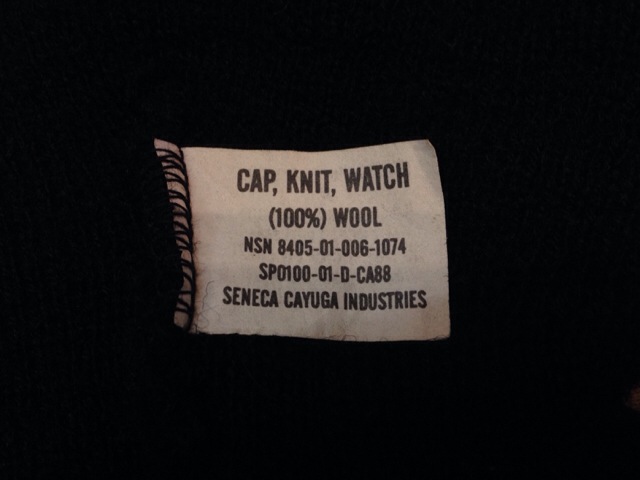 CAP, KNIT, WATCH
(100%) WOOL
NSN 8405-01-006-1074
SP0100-01-D-CA88
SENECA CAYUGA INDUSTRIES